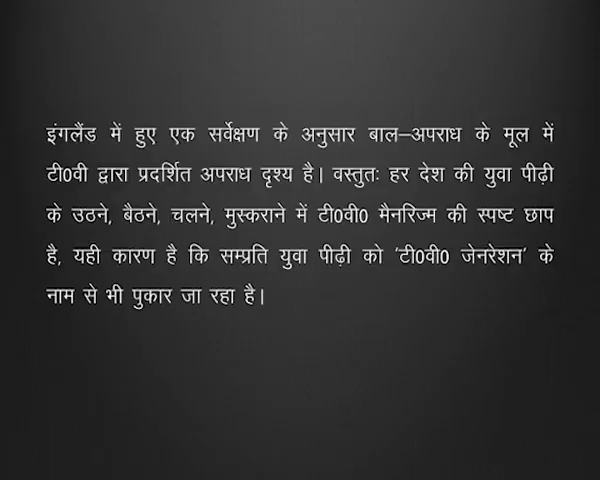 इंगलैंड में हुए एक सर्वेक्षण के अनुसार बाल–अपराध के मूल में
टी0वी द्वारा प्रदर्शित अपराध दृश्य है। वस्तुतः हर देश की युवा पीढ़ी
के उठने, बैठने, चलने, मुस्कराने में टी0वी0 मैनरिज्म की स्पष्ट छाप
है, यही कारण है कि सम्प्रति युवा पीढ़ी को ‘टी0वी0 जेनरेशन’ के
नाम से भी पुकार जा रहा है।